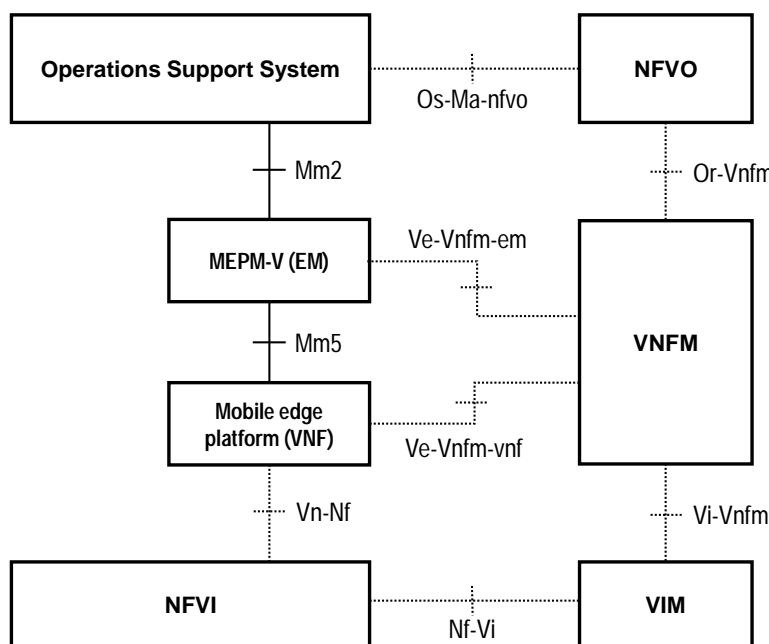 Operations Support System
NFVO
Os-Ma-nfvo
Mm2
Or-Vnfm
MEPM-V (EM)
Ve-Vnfm-em
Mm5
VNFM
Mobile edge
platform (VNF)
Ve-Vnfm-vnf
Vn-Nf
Vi-Vnfm
NFVI
VIM
Nf-Vi